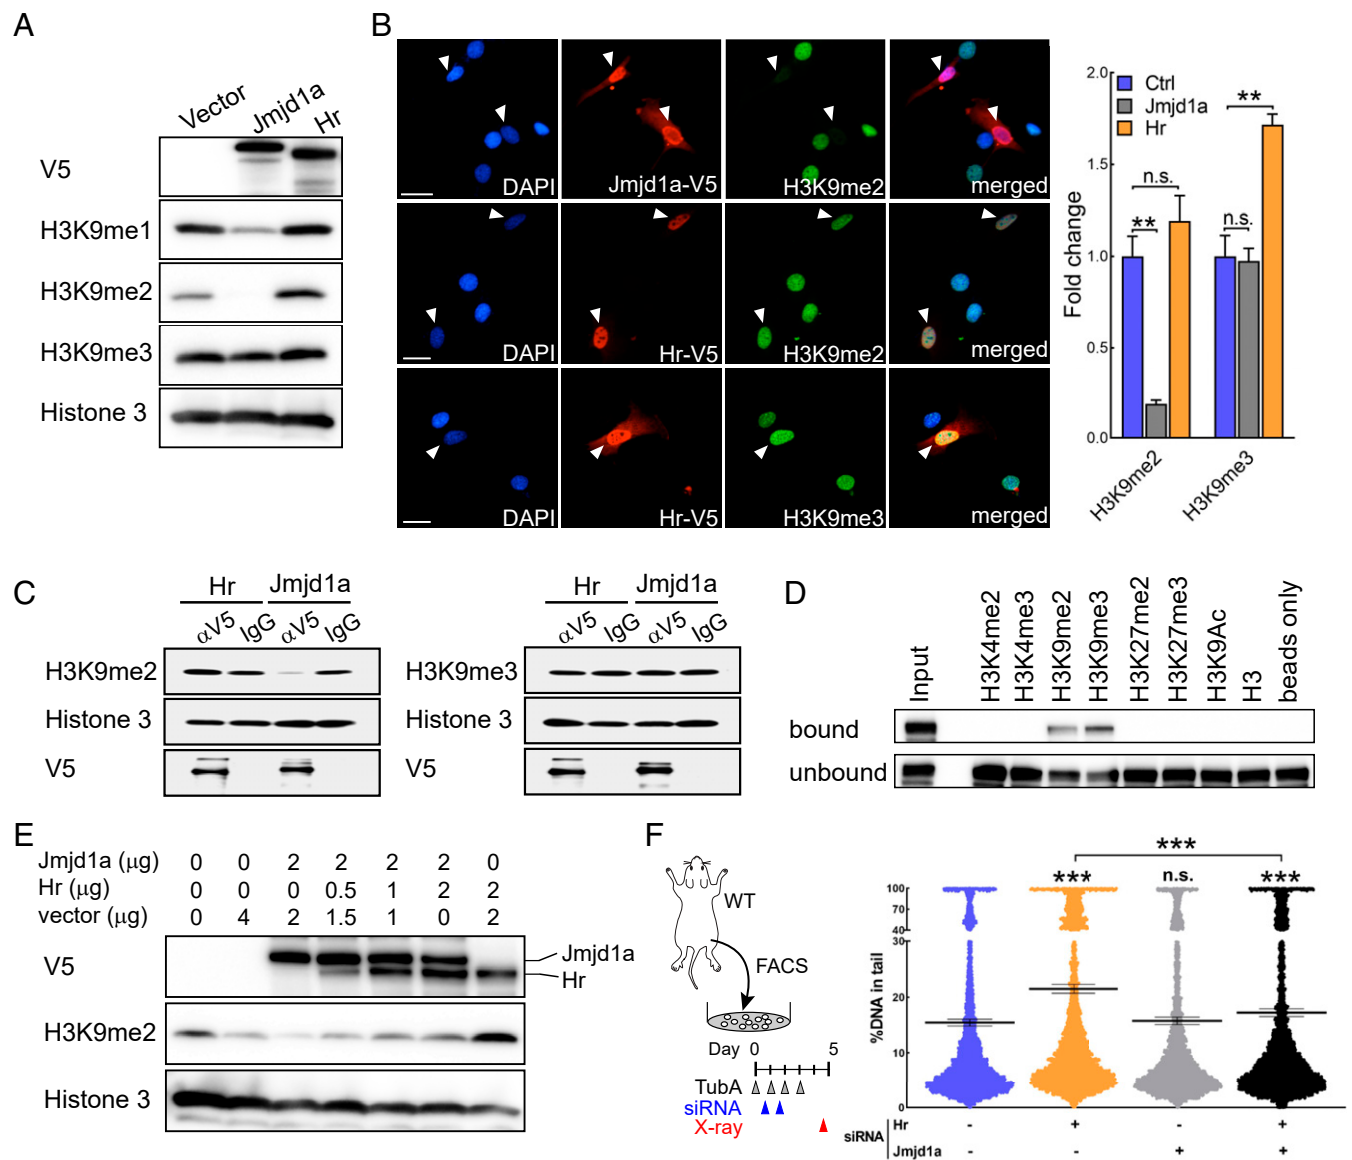 A
Vector
Jmjd1a
Hr
V5
H3K9me1
H3K9me2
H3K9me3
Histone 3
B
DAPI
Jmjd1a-V5
H3K9me2
merged
DAPI
Hr-V5
H3K9me2
merged
DAPI
Hr-V5
H3K9me3
merged
Fold change
2.0
1.5
1.0
0.5
0.0
Ctrl
Jmjd1a
Hr
**
n.s.
**
n.s.
H3K9me2
H3K9me3
C
Hr Jmjd1a
αV5 IgG αV5 IgG
H3K9me2
Histone 3
V5
Hr Jmjd1a
αV5 IgG αV5 IgG
H3K9me3
Histone 3
V5
D
Input
H3K4me2
H3K4me3
H3K9me2
H3K9me3
H3K27me2
H3K27me3
H3K9Ac
H3
beads only
bound
unbound
E
Jmjd1a (μg) 0 0 2 2 2 2 0
Hr (μg) 0 0 0 0.5 1 2 2
vector (μg) 0 4 2 1.5 1 0 2
V5
Jmjd1a
Hr
H3K9me2
Histone 3
F
WT
FACS
Day 0 5
TubA
siRNA
X-ray
%DNA in tail
100
70
40
30
20
10
0
***
*** n.s. ***
siRNA
Hr - + - +
Jmjd1a - - + +